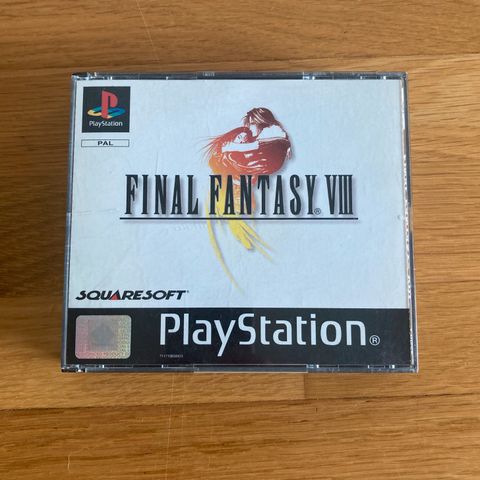 PlayStation
PAL
FINAL FANTASY® VIII
SQUARESOFT
PlayStation®